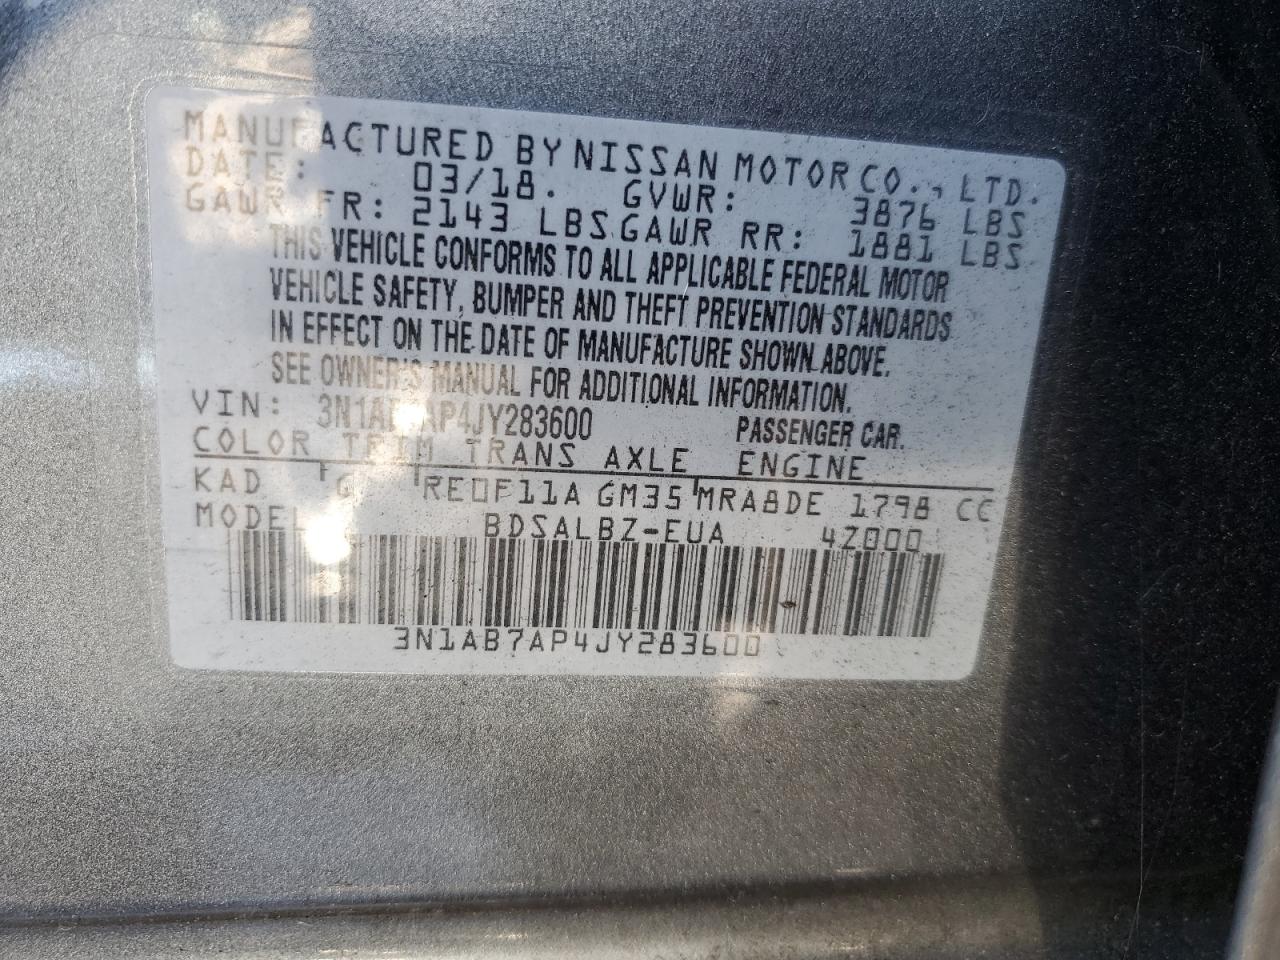 MANUFACTURED BY NISSAN MOTOR CO., LTD.
DATE: 03/18. GVWR: 3876 LBS
GAWR FR: 2143 LBS GAWR RR: 1881 LBS
THIS VEHICLE CONFORMS TO ALL APPLICABLE FEDERAL MOTOR
VEHICLE SAFETY, BUMPER AND THEFT PREVENTION STANDARDS
IN EFFECT ON THE DATE OF MANUFACTURE SHOWN ABOVE.
SEE OWNER'S MANUAL FOR ADDITIONAL INFORMATION.
VIN: 3N1AB7AP4JY283600 PASSENGER CAR.
COLOR TRIM TRANS AXLE ENGINE
KAD G RE0F11A GM35 MRA8DE 1798 CC
MODEL BDSALBZ-EUA 4Z000
3N1AB7AP4JY283600